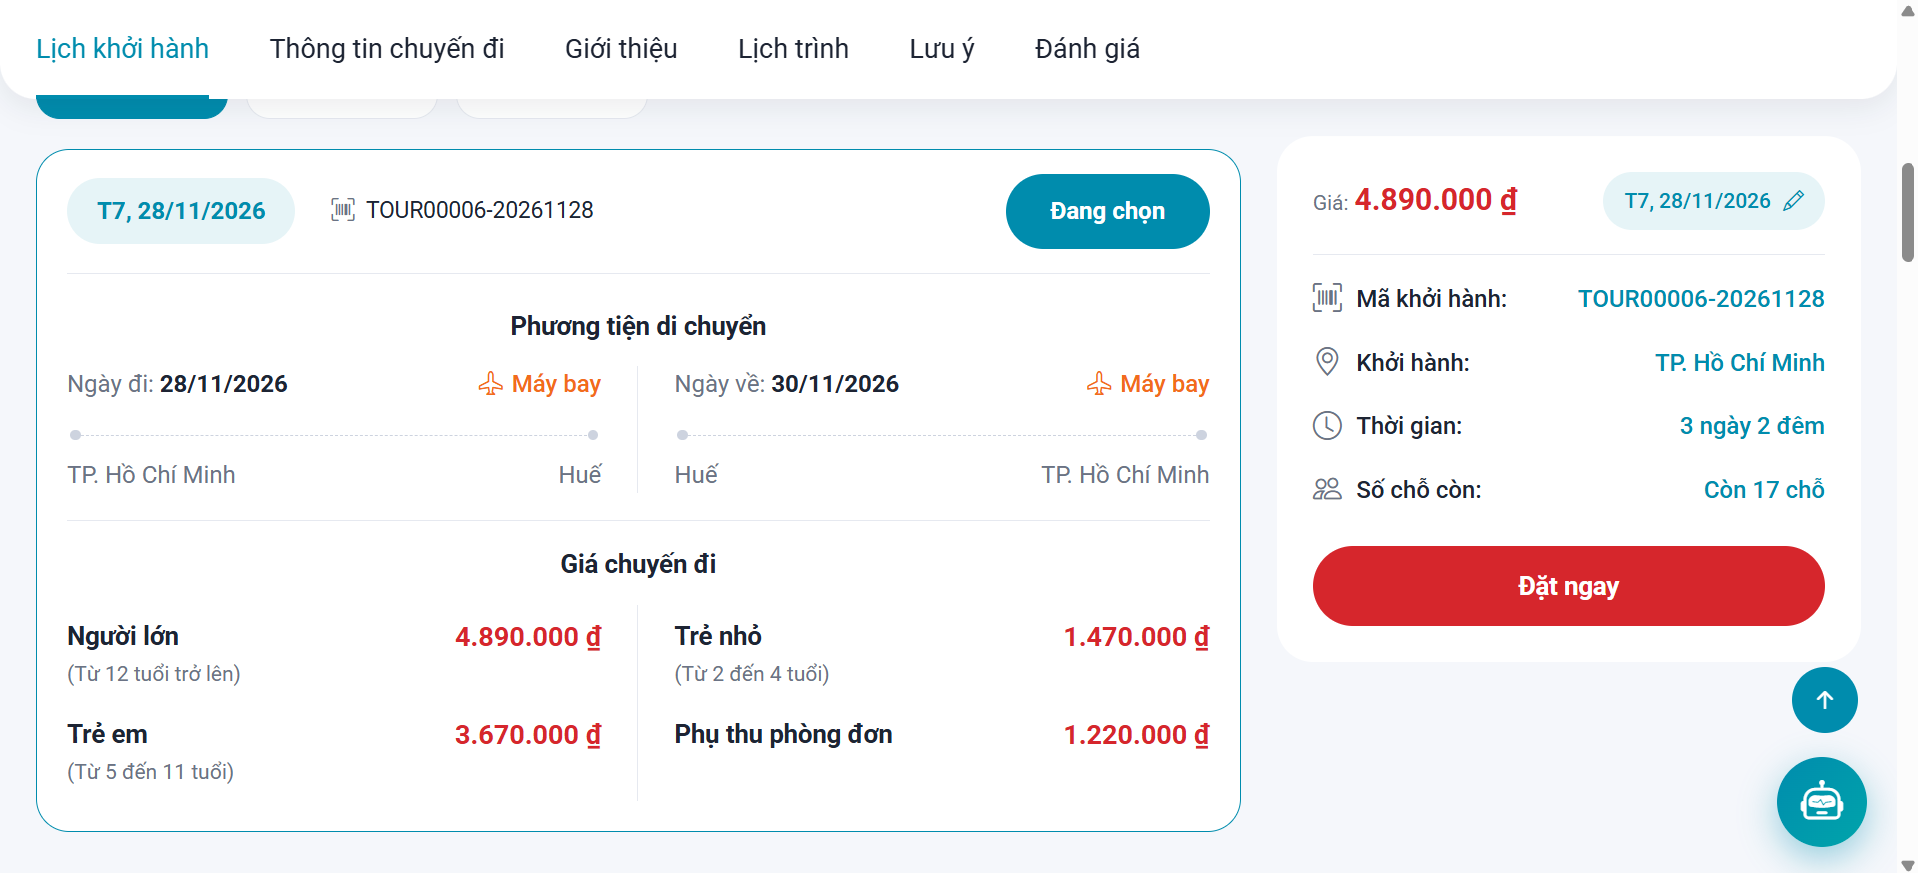 Lịch khởi hành
Thông tin chuyến đi
Giới thiệu
Lịch trình
Lưu ý
Đánh giá
T7, 28/11/2026
TOUR00006-20261128
Đang chọn
Phương tiện di chuyển
Ngày đi: 28/11/2026
Máy bay
TP. Hồ Chí Minh
Huế
Ngày về: 30/11/2026
Máy bay
Huế
TP. Hồ Chí Minh
Giá chuyến đi
Người lớn
4.890.000 ₫
(Từ 12 tuổi trở lên)
Trẻ nhỏ
1.470.000 ₫
(Từ 2 đến 4 tuổi)
Trẻ em
3.670.000 ₫
(Từ 5 đến 11 tuổi)
Phụ thu phòng đơn
1.220.000 ₫
Giá: 4.890.000 ₫
T7, 28/11/2026
Mã khởi hành:
TOUR00006-20261128
Khởi hành:
TP. Hồ Chí Minh
Thời gian:
3 ngày 2 đêm
Số chỗ còn:
Còn 17 chỗ
Đặt ngay